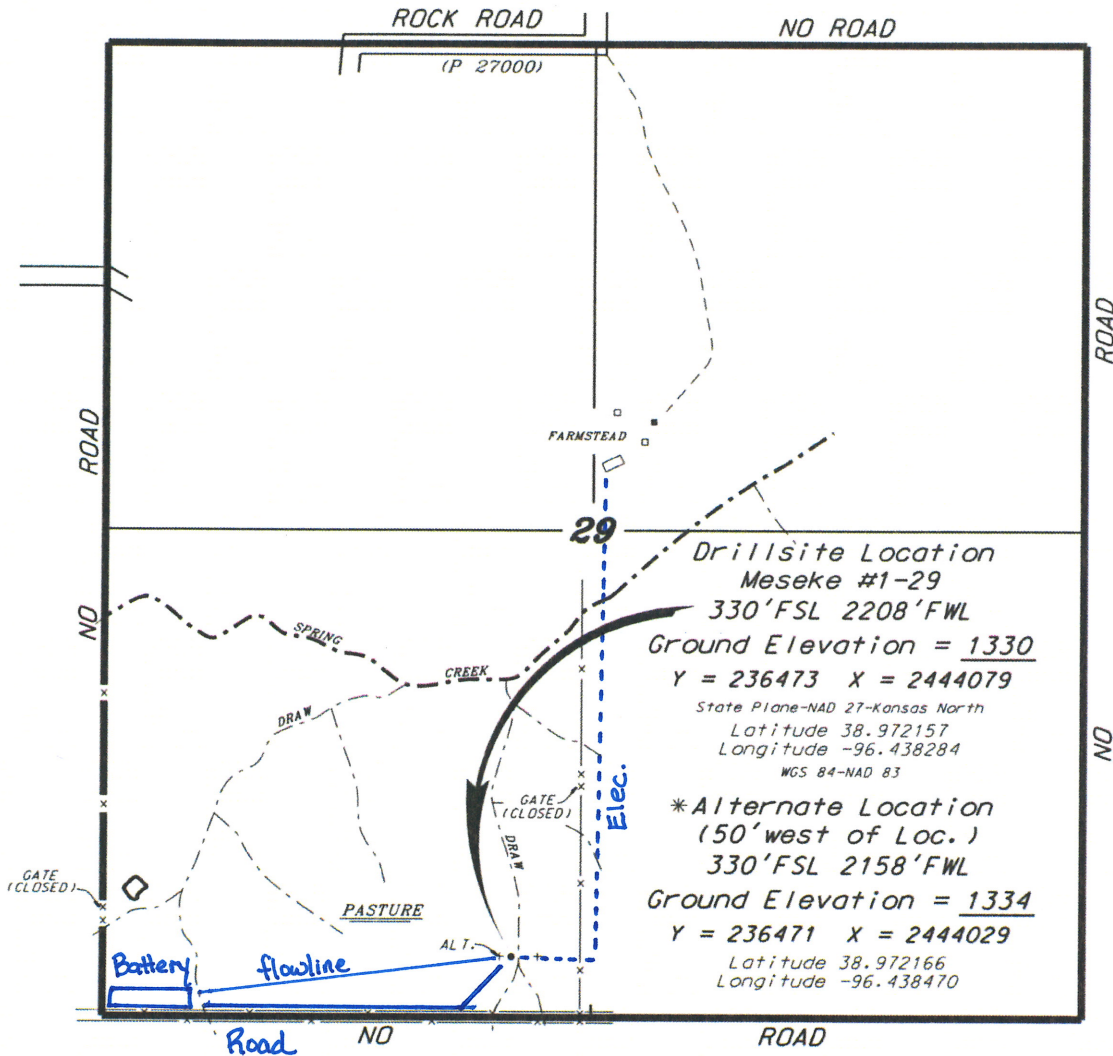 ROCK ROAD
NO ROAD
(P 27000)
ROAD
ROAD
FARMSTEAD
29
Drillsite Location
Meseke #1-29
330'FSL 2208'FWL
Ground Elevation = 1330
Y = 236473 X = 2444079
State Plane-NAD 27-Kansas North
Latitude 38.972157
Longitude -96.438284
WGS 84-NAD 83
*Alternate Location
(50'west of Loc.)
330'FSL 2158'FWL
Ground Elevation = 1334
Y = 236471 X = 2444029
Latitude 38.972166
Longitude -96.438470
NO
NO
SPRING
CREEK
DRAW
GATE
(CLOSED)
Elec.
DRAW
GATE
(CLOSED)
PASTURE
ALT.
Battery
flowline
Road
NO
ROAD